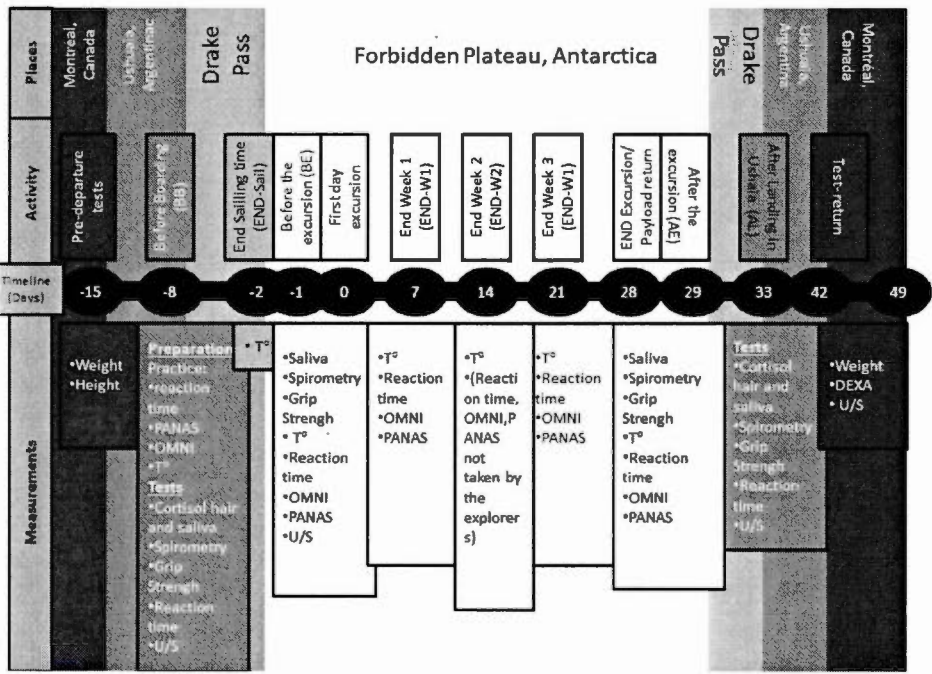 Places
Montréal,
Canada
Ushuaia,
Argentinac
Drake
Pass
Forbidden Plateau, Antarctica
Drake
Pass
Ushuaia,
Argentina
Montréal,
Canada
Activity
Pre-departure
tests
Before Boarding
(BB)
End Sailling time
(END-Sail)
Before the
excursion (BE)
First day
excursion
End Week 1
(END-W1)
End Week 2
(END-W2)
End Week 3
(END-W1)
END Excursion/
Payload return
After the
excursion (AE)
After Landing in
Ushaia (AL)
Test-return
Timeline
(Days)
-15
-8
-2
-1
0
7
14
21
28
29
33
42
49
Measurements
•Weight
•Height
Preparation
Practice:
•reaction
time
•PANAS
•OMNI
•T°
Tests
•Cortisol hair
and saliva
•Spirometry
•Grip
Strengh
•Reaction
time
•U/S
• T°
•Saliva
•Spirometry
•Grip
Strengh
• T°
•Reaction
time
•OMNI
•PANAS
•U/S
•T°
•Reaction
time
•OMNI
•PANAS
•T°
•(Reacti
on time,
OMNI,P
ANAS
not
taken by
the
explorer
s)
•T°
•Reaction
time
•OMNI
•PANAS
•Saliva
•Spirometry
•Grip
Strengh
•T°
•Reaction
time
•OMNI
•PANAS
Tests
•Cortisol
hair and
saliva
•Spirometry
•Grip
Strengh
•Reaction
time
•U/S
•Weight
•DEXA
• U/S